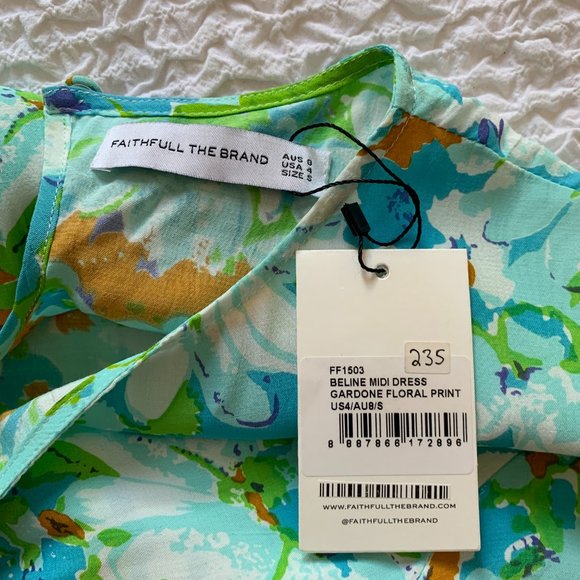 FAITHFULL THE BRAND
AUS 8
USA 4
SIZE S
235
FF1503
BELINE MIDI DRESS
GARDONE FLORAL PRINT
US4/AU8/S
8 887866 172896
WWW.FAITHFULLTHEBRAND.COM
@FAITHFULLTHEBRAND